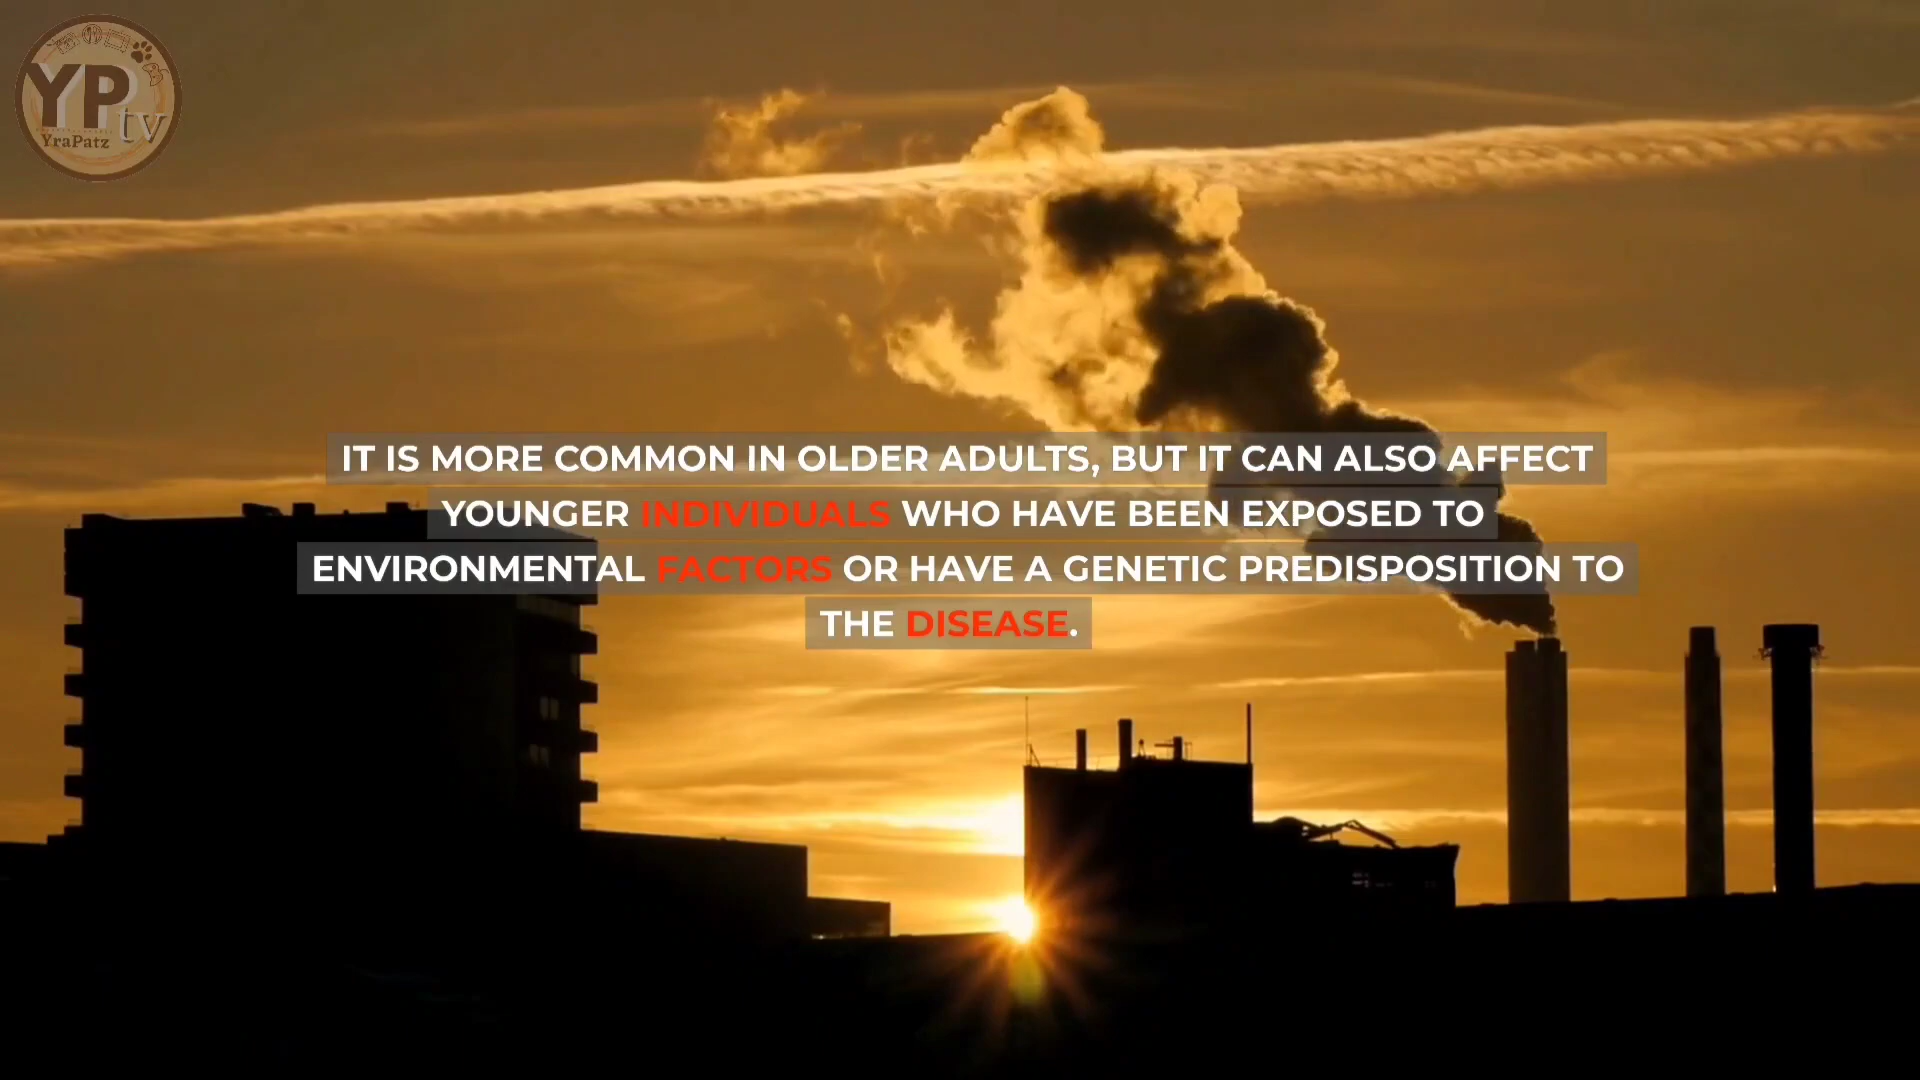 YP
tv
YraPatz
IT IS MORE COMMON IN OLDER ADULTS, BUT IT CAN ALSO AFFECT
YOUNGER INDIVIDUALS WHO HAVE BEEN EXPOSED TO
ENVIRONMENTAL FACTORS OR HAVE A GENETIC PREDISPOSITION TO
THE DISEASE.